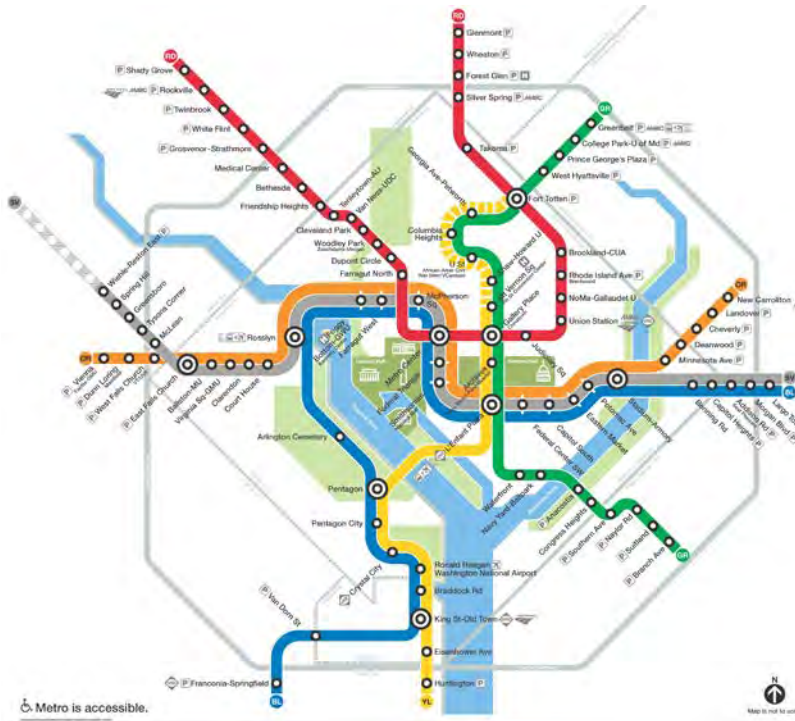 RD
Glenmont P
Wheaton P
Forest Glen P H
Silver Spring P MARC
Takoma P
RD
P Shady Grove
MARC P Rockville
P Twinbrook
P White Flint
P Grosvenor-Strathmore
Medical Center
Bethesda
Friendship Heights
Tenleytown-AU
Van Ness-UDC
Cleveland Park
Woodley Park
Dupont Circle
Farragut North
GR
Greenbelt P MARC
College Park-U of Md P MARC
Prince George's Plaza P
West Hyattsville P
Fort Totten P
Georgia Ave-Petworth
Columbia
Heights
U St
Shaw-Howard U
Mt Vernon Sq
Gallery Place
Brookland-CUA
Rhode Island Ave P
NoMa-Gallaudet U
Union Station
Judiciary Sq
SV
Wiehle-Reston East P
Spring Hill
Greensboro
Tysons Corner
McLean
OR
P Vienna
P Dunn Loring
P West Falls Church
P East Falls Church
Ballston-MU
Virginia Sq-GMU
Clarendon
Court House
Rosslyn
Farragut West
McPherson
Sq
Metro Center
Federal Triangle
Smithsonian
Archives
L'Enfant Plaza
Federal Center SW
Capitol South
Eastern Market
Potomac Ave
Stadium-Armory
OR
New Carrollton
Landover P
Cheverly P
Deanwood P
Minnesota Ave P
SV
BL
Benning Rd
Capitol Heights P
Addison Rd P
Morgan Blvd P
Arlington Cemetery
Pentagon
Pentagon City
Crystal City
Ronald Reagan
Washington National Airport
Braddock Rd
King St-Old Town
Eisenhower Ave
Huntington P
YL
P Van Dorn St
P Franconia-Springfield
BL
Waterfront
Navy Yard-Ballpark
P Anacostia
Congress Heights
P Southern Ave
P Naylor Rd
P Suitland
P Branch Ave
GR
Metro is accessible.
N